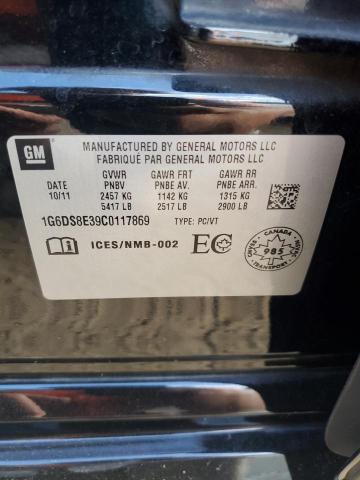 GM
MANUFACTURED BY GENERAL MOTORS LLC
FABRIQUÉ PAR GENERAL MOTORS LLC
GVWR GAWR FRT GAWR RR
DATE PNBV PNBE AV. PNBE ARR.
10/11 2457 KG 1142 KG 1315 KG
5417 LB 2517 LB 2900 LB
1G6DS8E39C0117869 TYPE: PC/VT
ICES/NMB-002 EC
CANADA
985
TRANSPORT